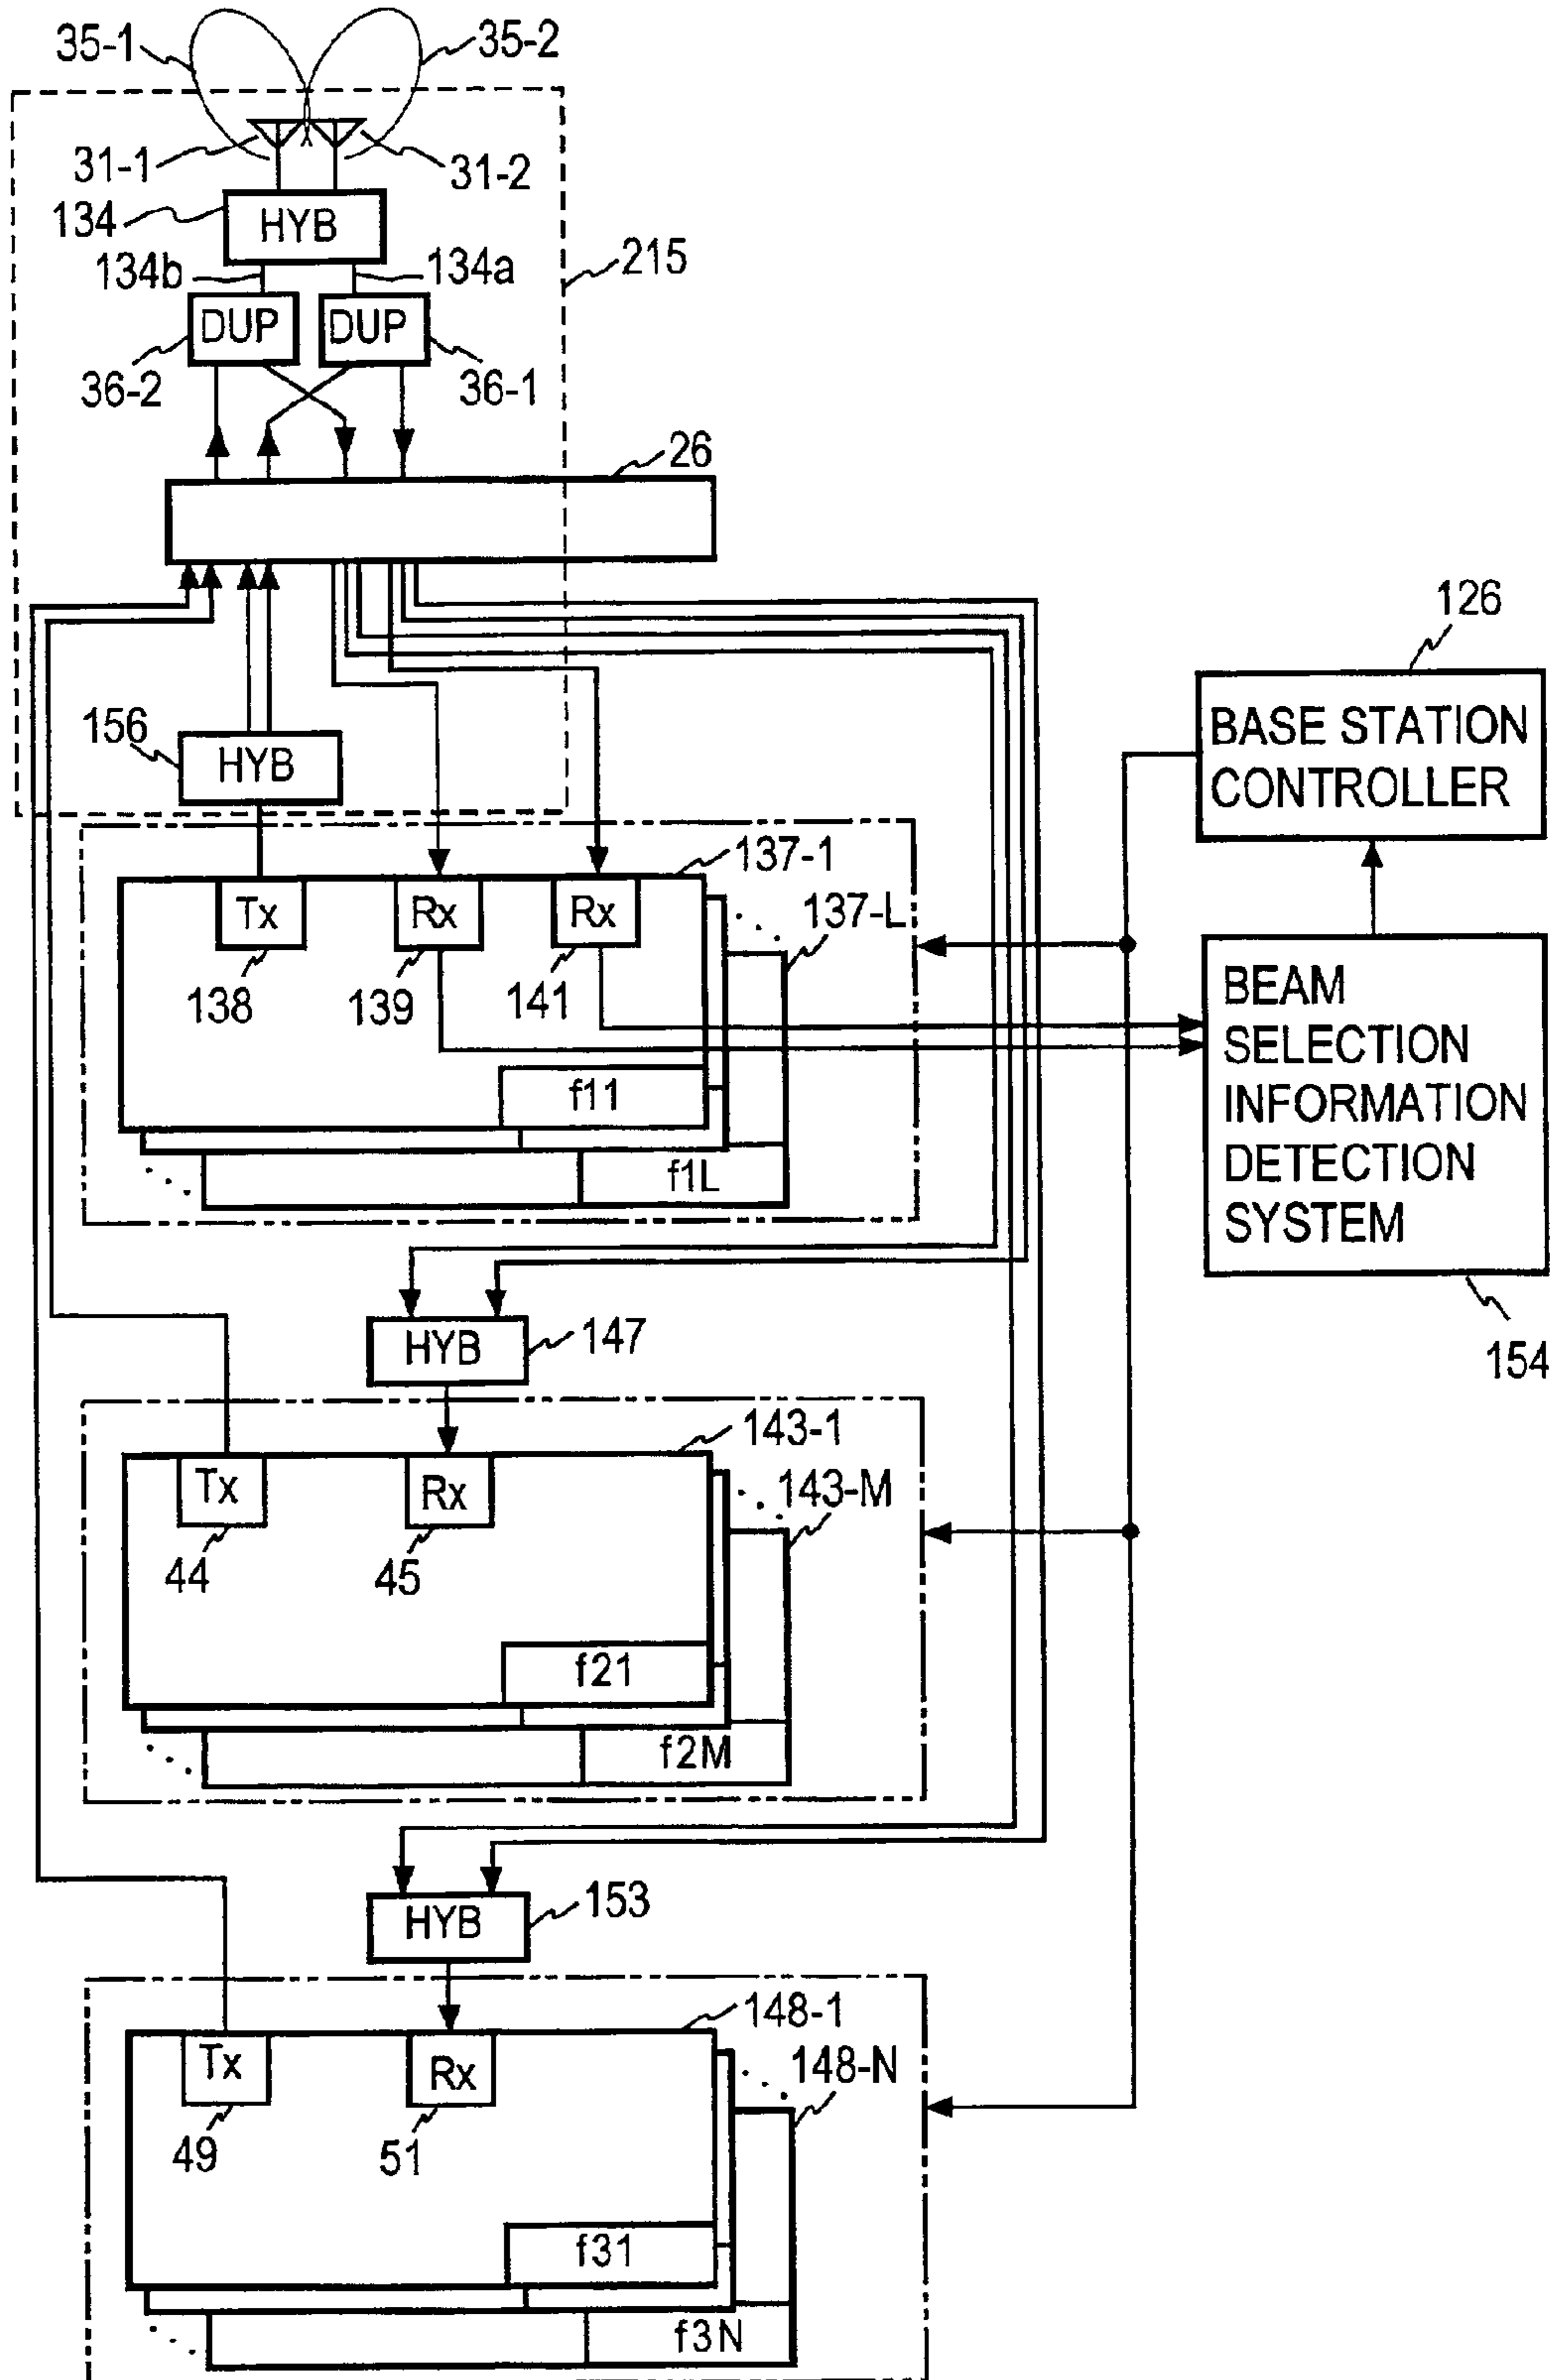 35-1
35-2
31-1
31-2
134
HYB
134b
134a
215
DUP
DUP
36-2
36-1
26
126
156
HYB
BASE STATION
CONTROLLER
137-1
Tx
Rx
Rx
137-L
138
139
141
BEAM
SELECTION
INFORMATION
DETECTION
SYSTEM
f11
f1L
HYB
147
154
143-1
Tx
Rx
143-M
44
45
f21
f2M
HYB
153
148-1
Tx
Rx
148-N
49
51
f31
f3N